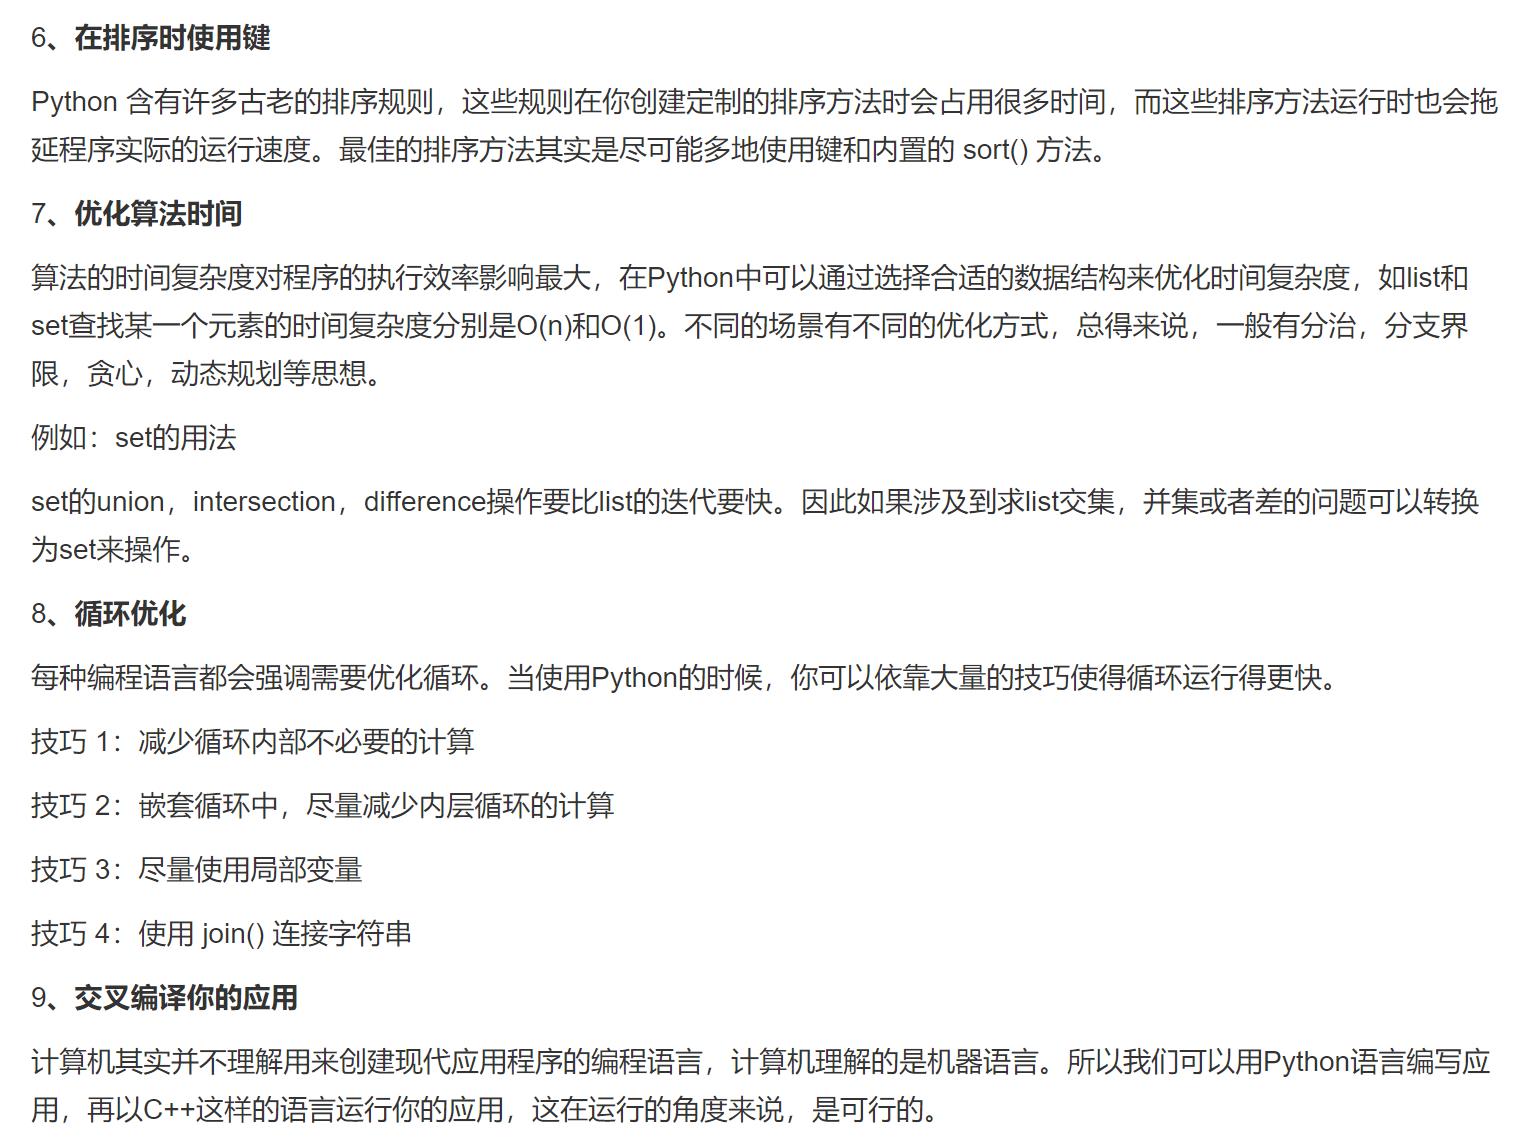 6、在排序时使用键
Python 含有许多古老的排序规则，这些规则在你创建定制的排序方法时会占用很多时间，而这些排序方法运行时也会拖
延程序实际的运行速度。最佳的排序方法其实是尽可能多地使用键和内置的 sort() 方法。
7、优化算法时间
算法的时间复杂度对程序的执行效率影响最大，在Python中可以通过选择合适的数据结构来优化时间复杂度，如list和
set查找某一个元素的时间复杂度分别是O(n)和O(1)。不同的场景有不同的优化方式，总得来说，一般有分治，分支界
限，贪心，动态规划等思想。
例如：set的用法
set的union，intersection，difference操作要比list的迭代要快。因此如果涉及到求list交集，并集或者差的问题可以转换
为set来操作。
8、循环优化
每种编程语言都会强调需要优化循环。当使用Python的时候，你可以依靠大量的技巧使得循环运行得更快。
技巧 1：减少循环内部不必要的计算
技巧 2：嵌套循环中，尽量减少内层循环的计算
技巧 3：尽量使用局部变量
技巧 4：使用 join() 连接字符串
9、交叉编译你的应用
计算机其实并不理解用来创建现代应用程序的编程语言，计算机理解的是机器语言。所以我们可以用Python语言编写应
用，再以C++这样的语言运行你的应用，这在运行的角度来说，是可行的。